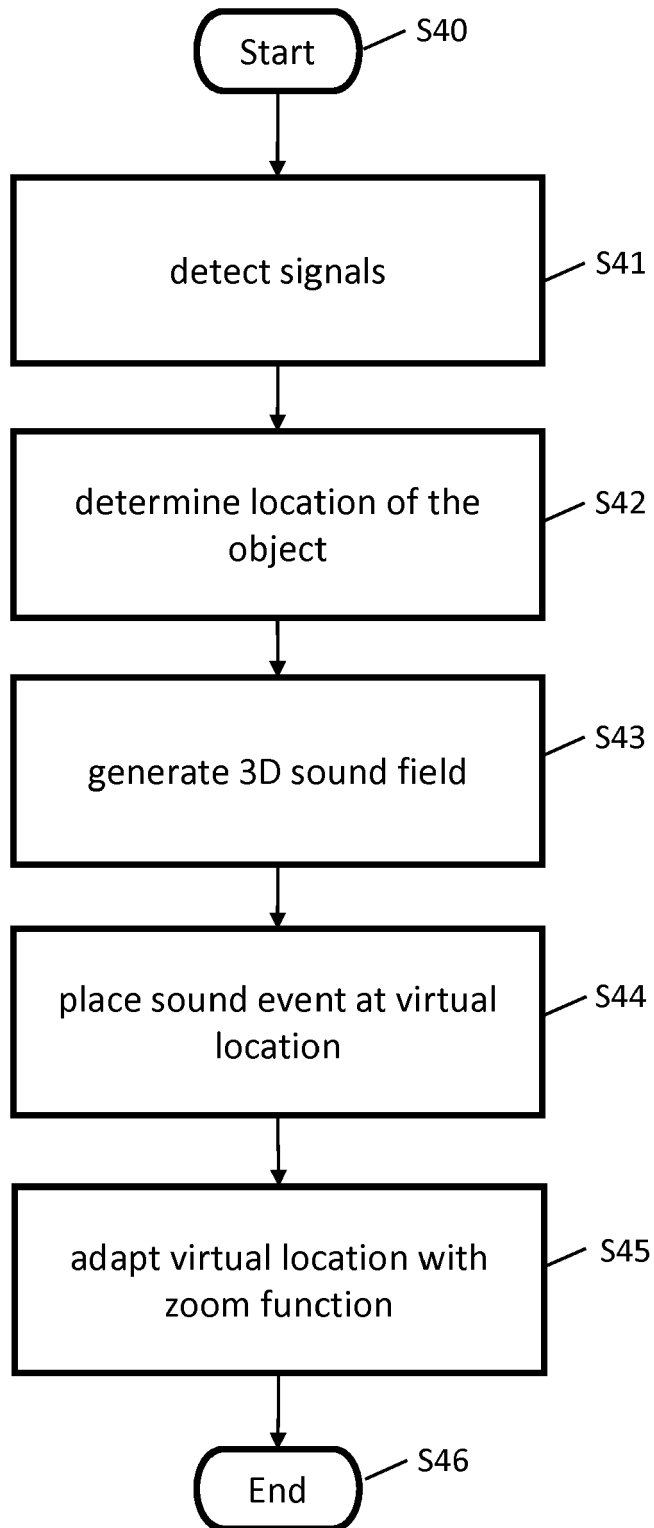 Start
S40
detect signals
S41
determine location of the
object
S42
generate 3D sound field
S43
place sound event at virtual
location
S44
adapt virtual location with
zoom function
S45
End
S46